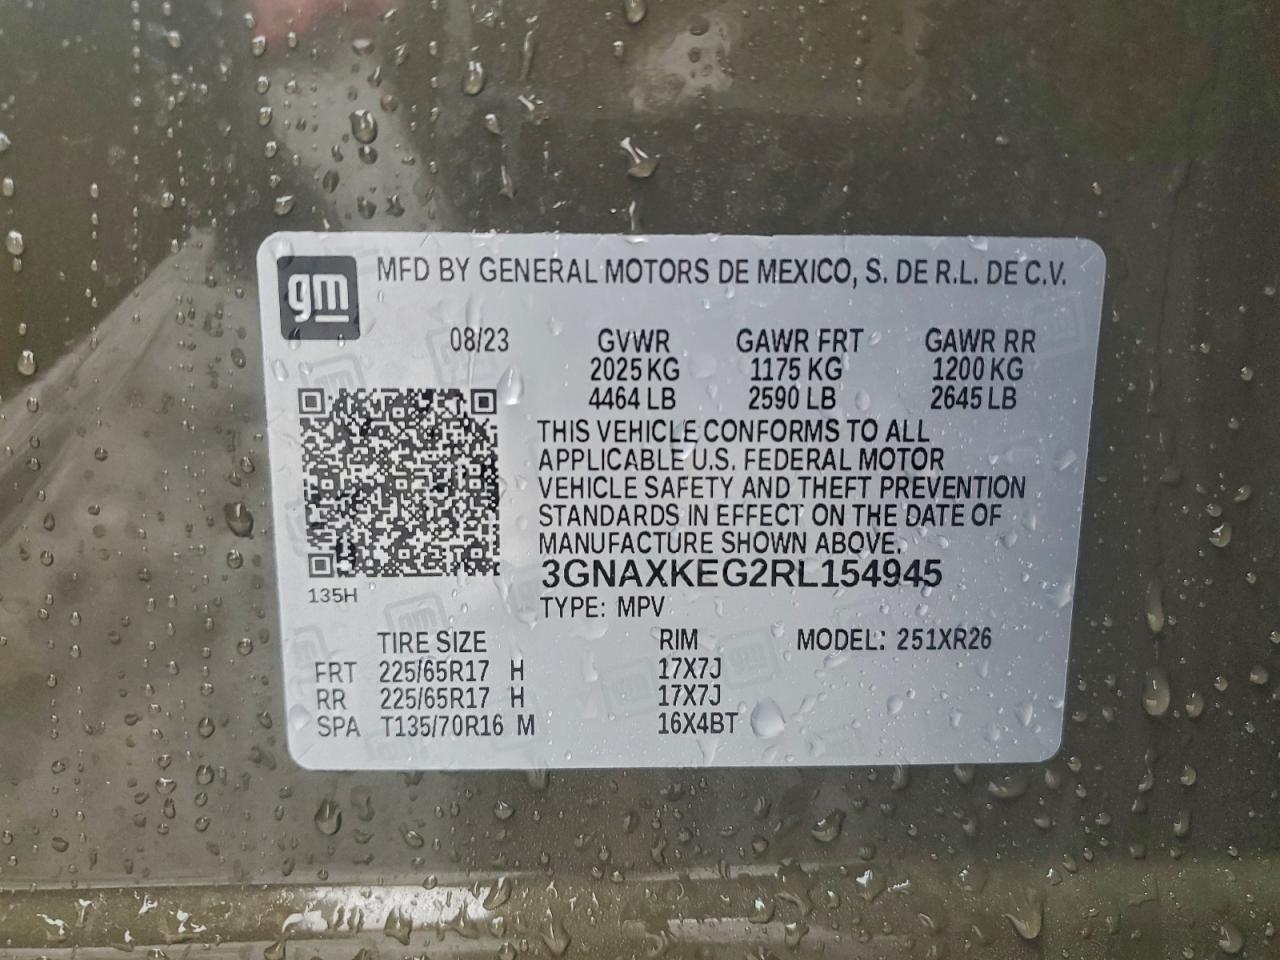 gm MFD BY GENERAL MOTORS DE MEXICO, S. DE R.L. DE C.V.
08/23 GVWR GAWR FRT GAWR RR
2025 KG 1175 KG 1200 KG
4464 LB 2590 LB 2645 LB
THIS VEHICLE CONFORMS TO ALL
APPLICABLE U.S. FEDERAL MOTOR
VEHICLE SAFETY AND THEFT PREVENTION
STANDARDS IN EFFECT ON THE DATE OF
MANUFACTURE SHOWN ABOVE.
3GNAXKEG2RL154945
135H
TYPE: MPV
TIRE SIZE RIM MODEL: 251XR26
FRT 225/65R17 H 17X7J
RR 225/65R17 H 17X7J
SPA T135/70R16 M 16X4BT